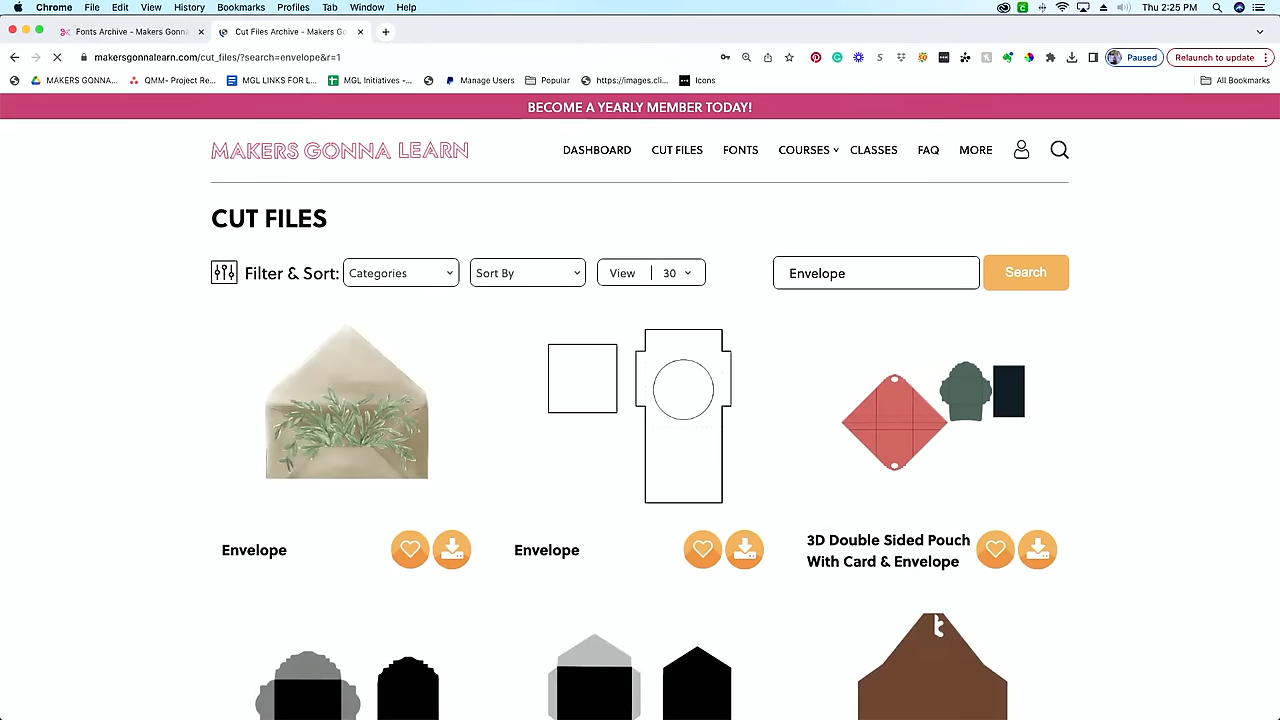 Chrome File Edit View History Bookmarks Profiles Tab Window Help Thu 2:25 PM
Fonts Archive - Makers Gonna Cut Files Archive - Makers Go
makersgonnalearn.com/cut_files/?search=envelope&r=1 Paused Relaunch to update
MAKERS GONNA... QMM- Project Re... MGL LINKS FOR L... MGL Initiatives -... Manage Users Popular https://images.cli... Icons All Bookmarks
BECOME A YEARLY MEMBER TODAY!
MAKERS GONNA LEARN DASHBOARD CUT FILES FONTS COURSES CLASSES FAQ MORE
CUT FILES
Filter & Sort: Categories Sort By View 30 Envelope Search
Envelope
Envelope
3D Double Sided Pouch
With Card & Envelope